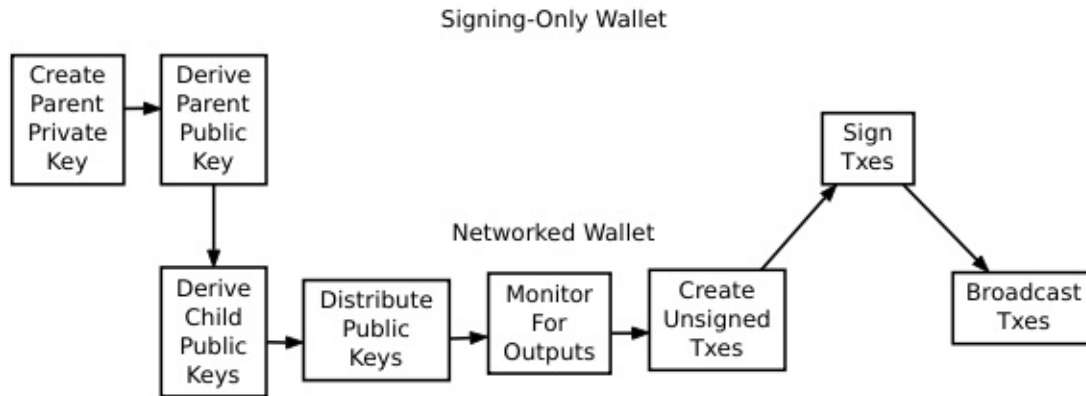 Signing-Only Wallet
Create
Parent
Private
Key
Derive
Parent
Public
Key
Sign
Txes
Networked Wallet
Derive
Child
Public
Keys
Distribute
Public
Keys
Monitor
For
Outputs
Create
Unsigned
Txes
Broadcast
Txes